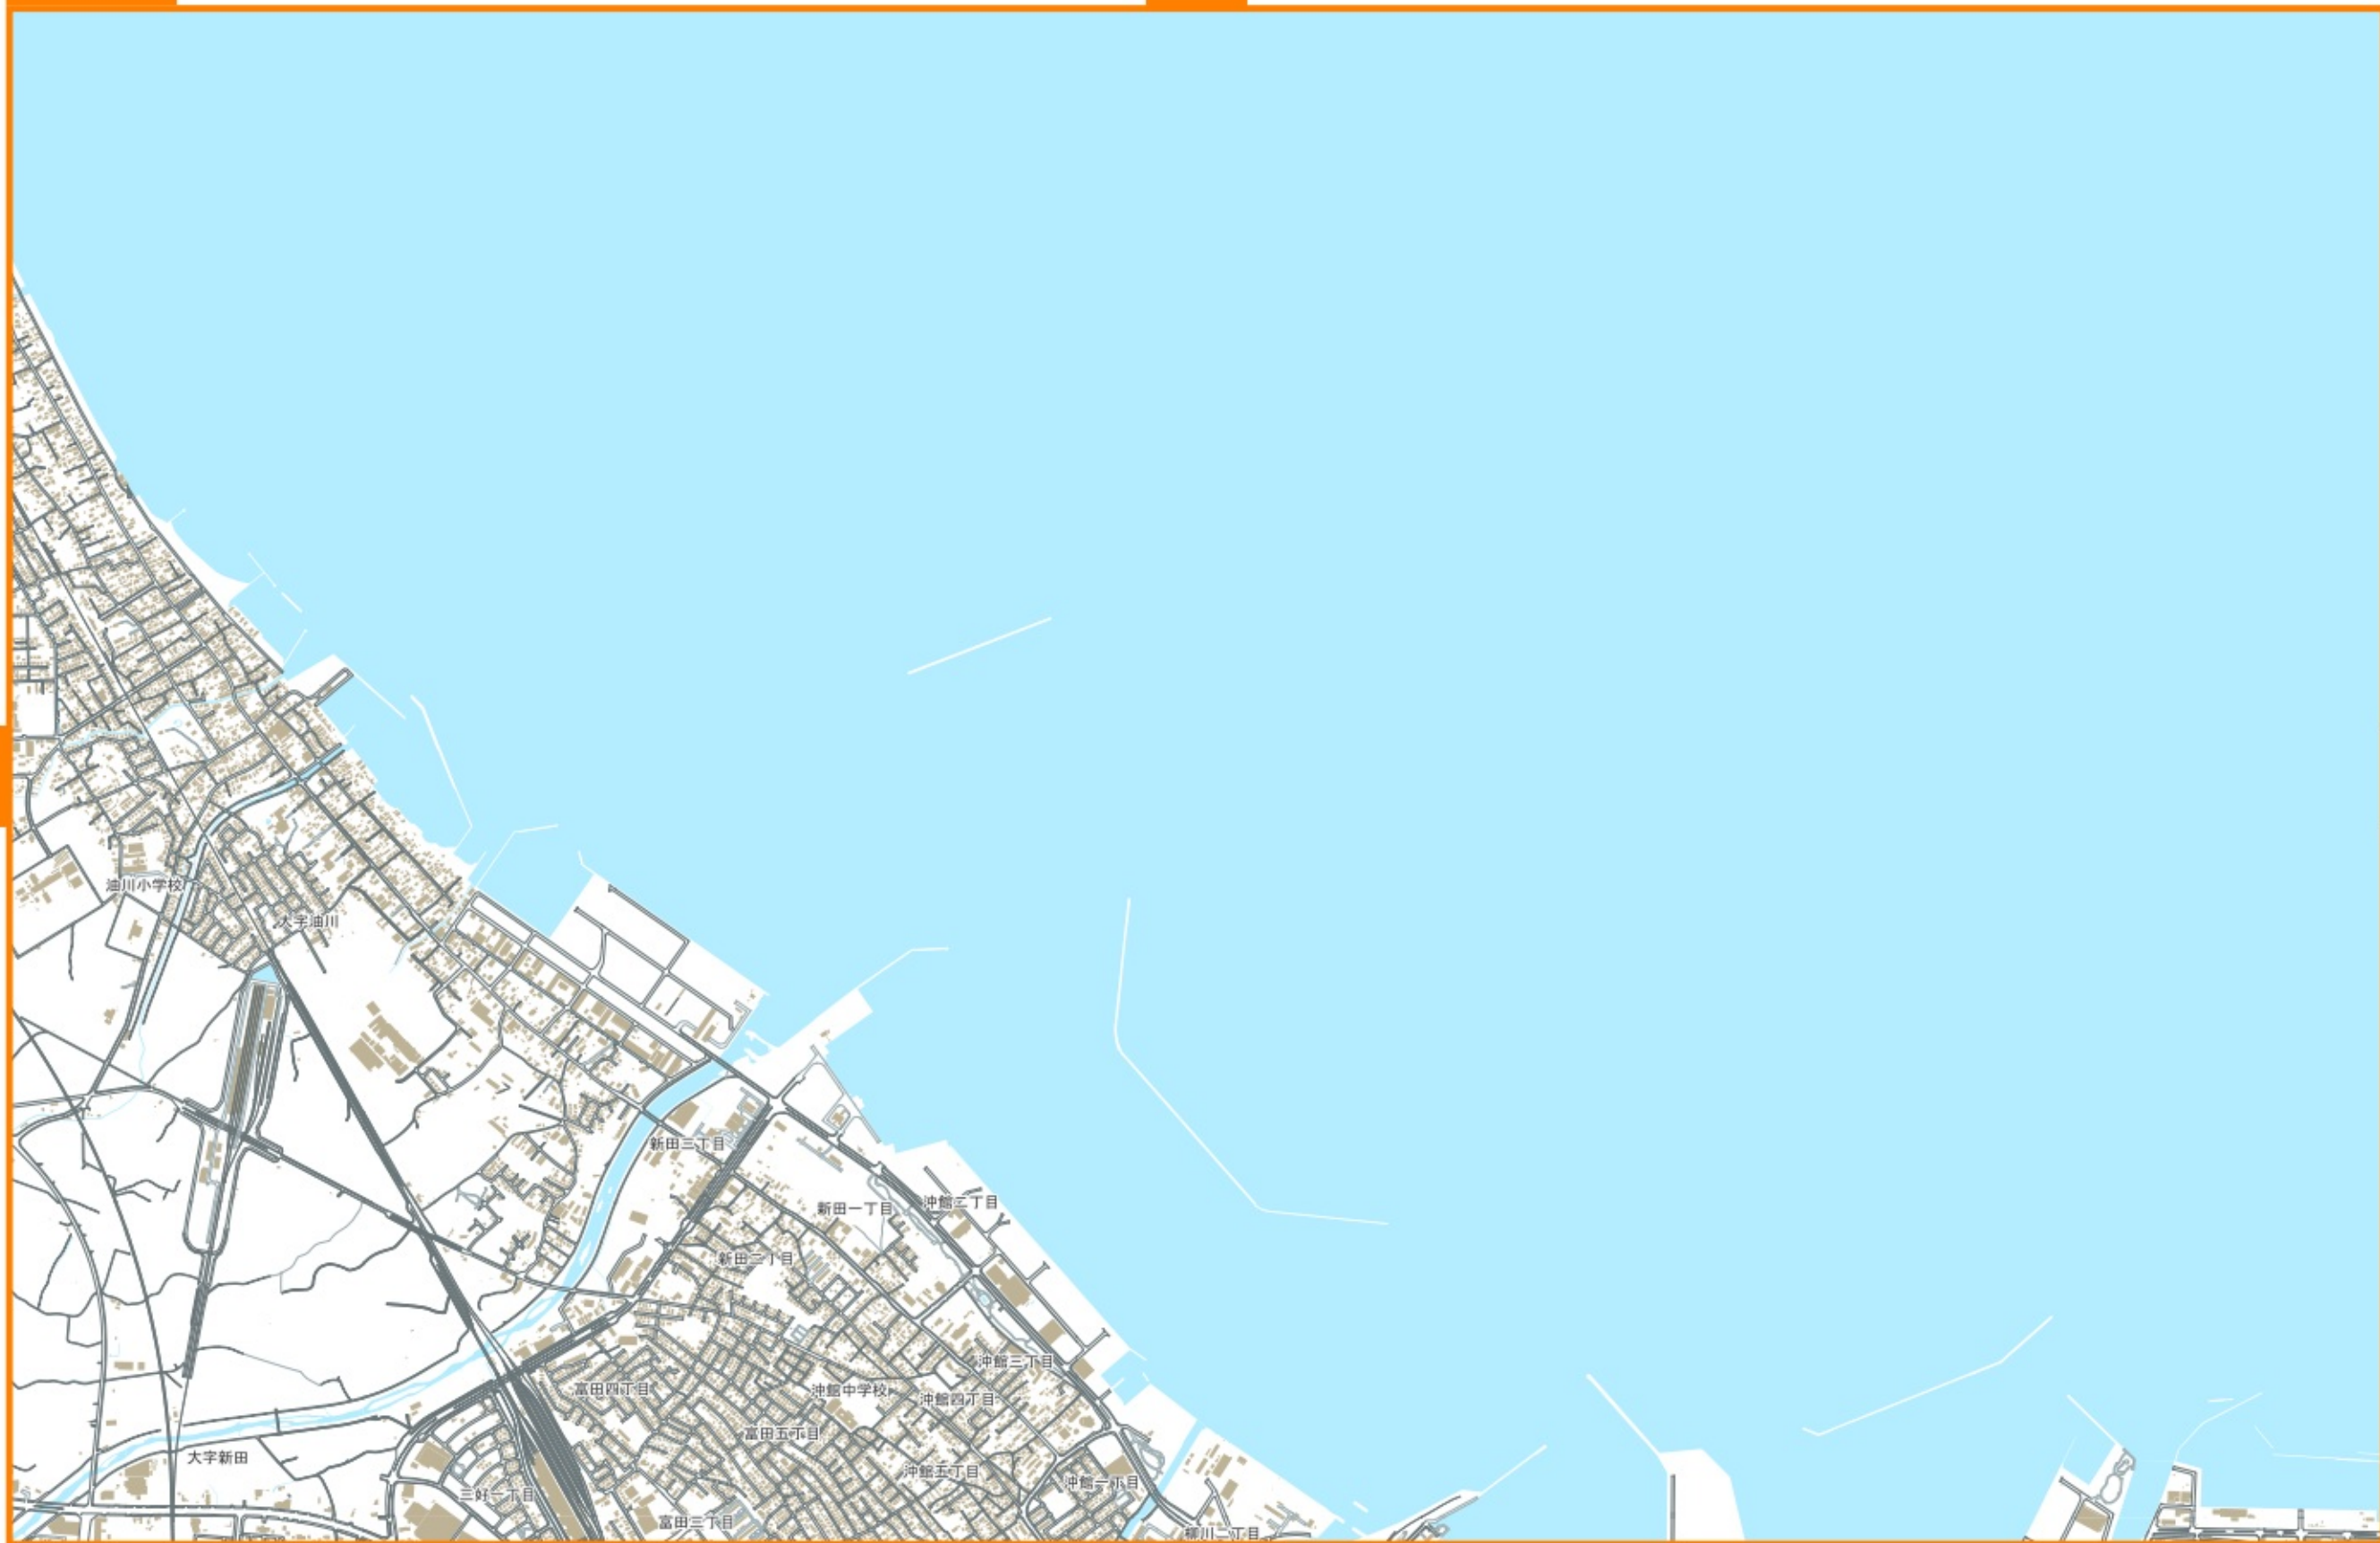 油川小学校
大字油川
新田三丁目
沖館二丁目
新田一丁目
新田二丁目
沖館三丁目
富田四丁目
沖館中学校
沖館四丁目
富田五丁目
大字新田
沖館五丁目
沖館一丁目
三好一丁目
富田三丁目
柳川二丁目